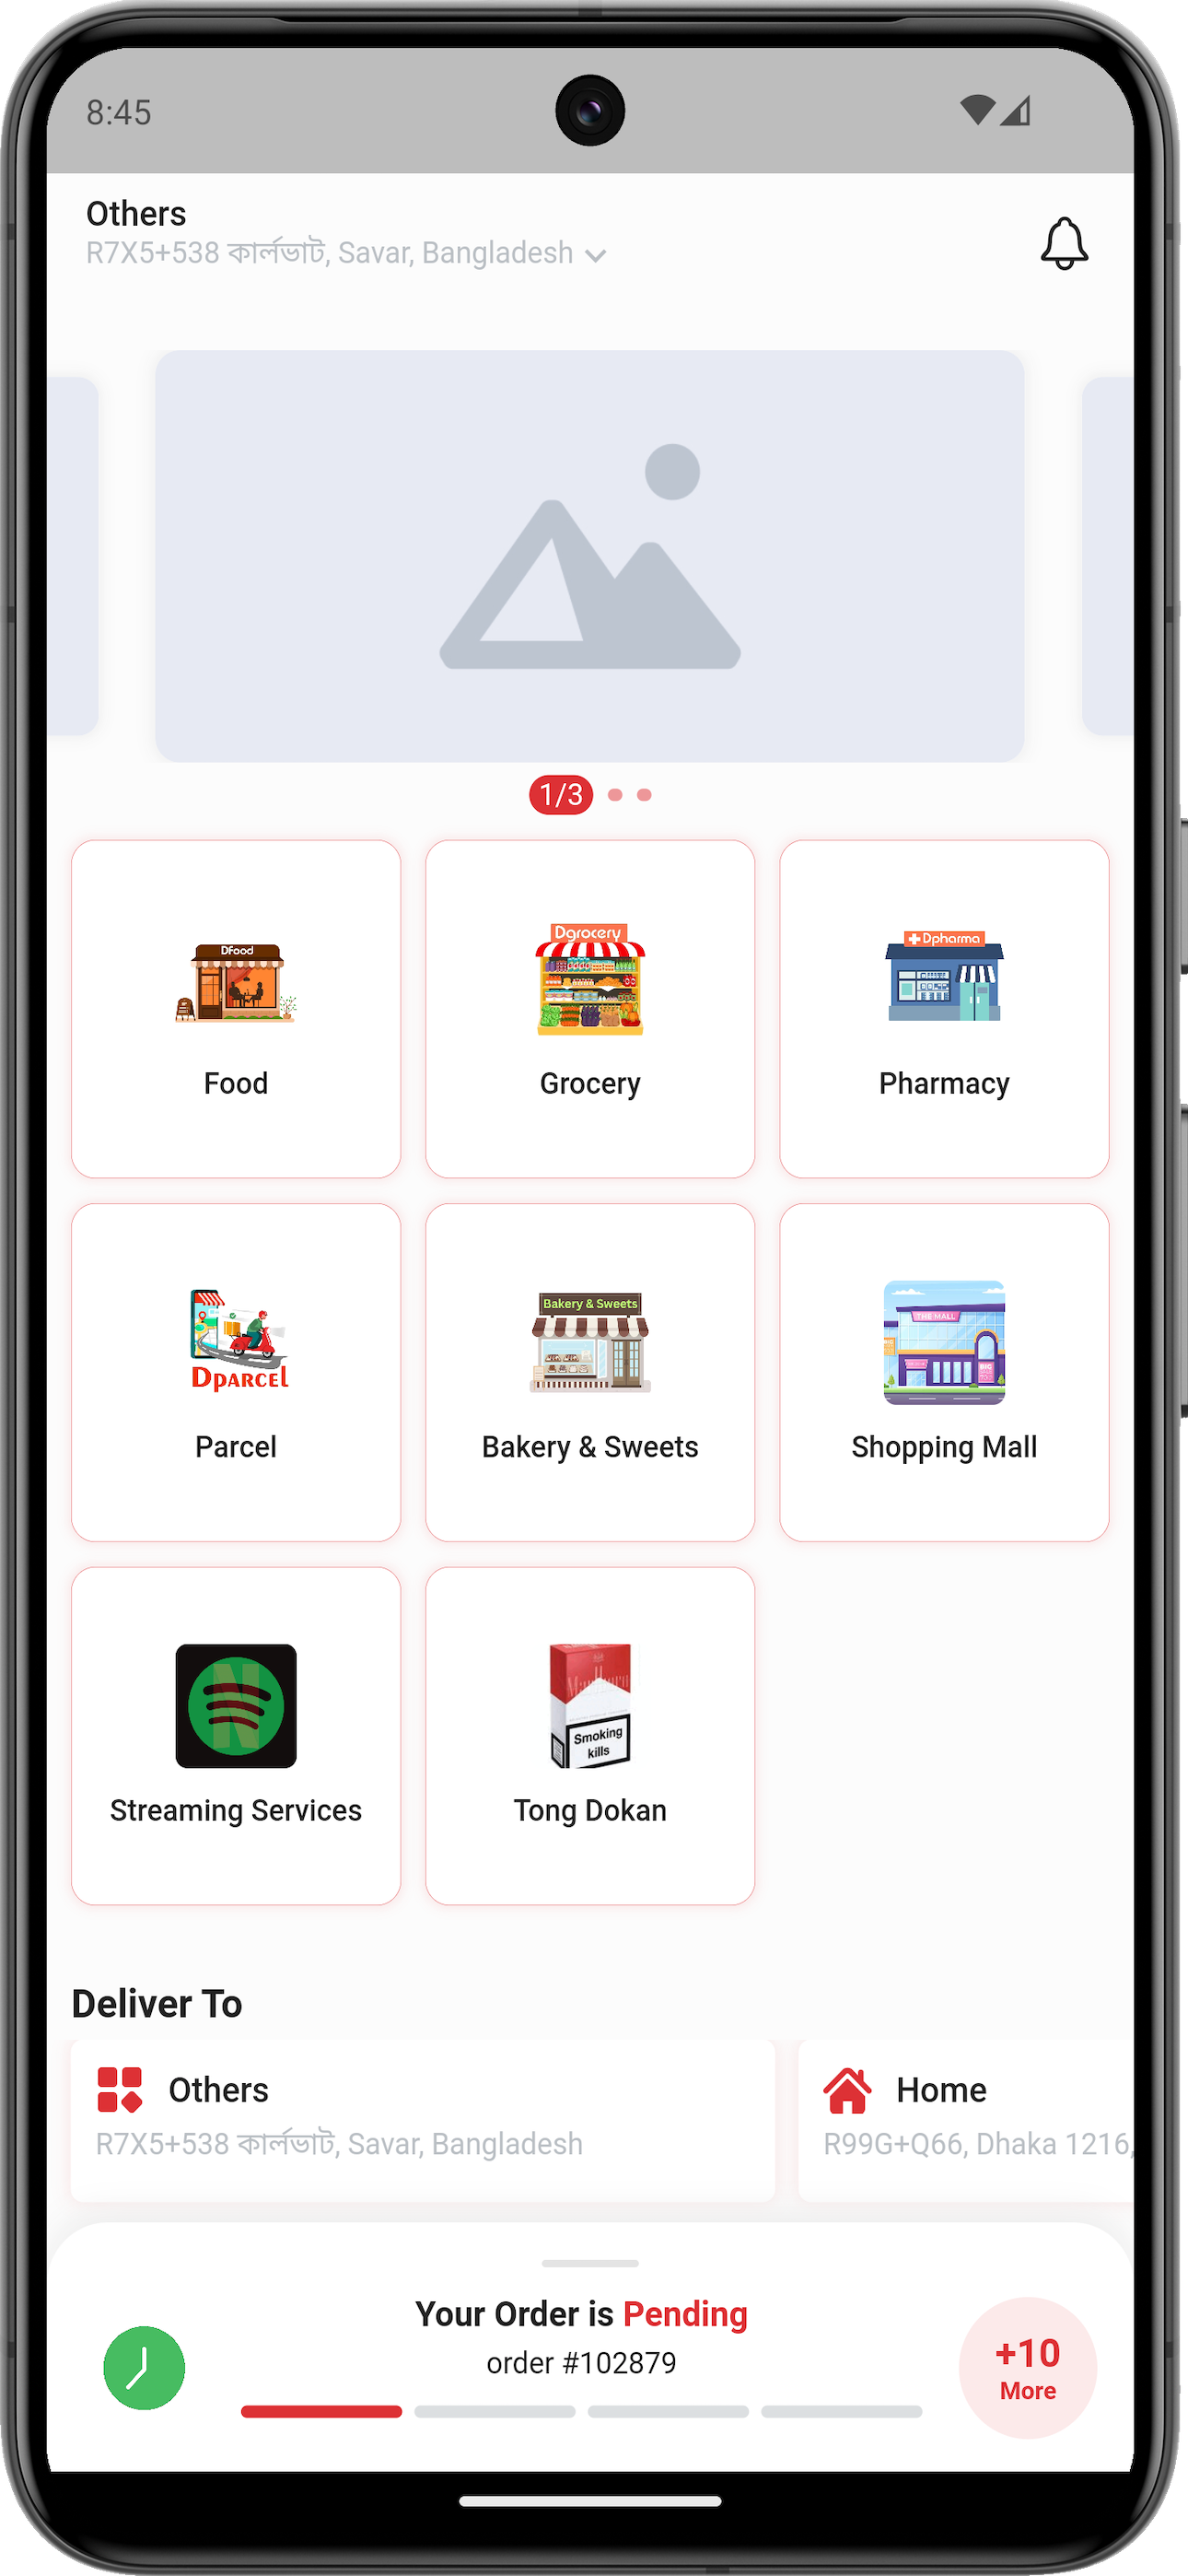 8:45
Others
R7X5+538 কার্লভাট, Savar, Bangladesh
1/3
DFood
Dgrocery
Dpharma
Food
Grocery
Pharmacy
DPARCEL
Bakery & Sweets
THE MALL
BIG
Parcel
Bakery & Sweets
Shopping Mall
N
Smoking
kills
Streaming Services
Tong Dokan
Deliver To
Others
Home
R7X5+538 কার্লভাট, Savar, Bangladesh
R99G+Q66, Dhaka 1216,
Your Order is Pending
order #102879
+10
More